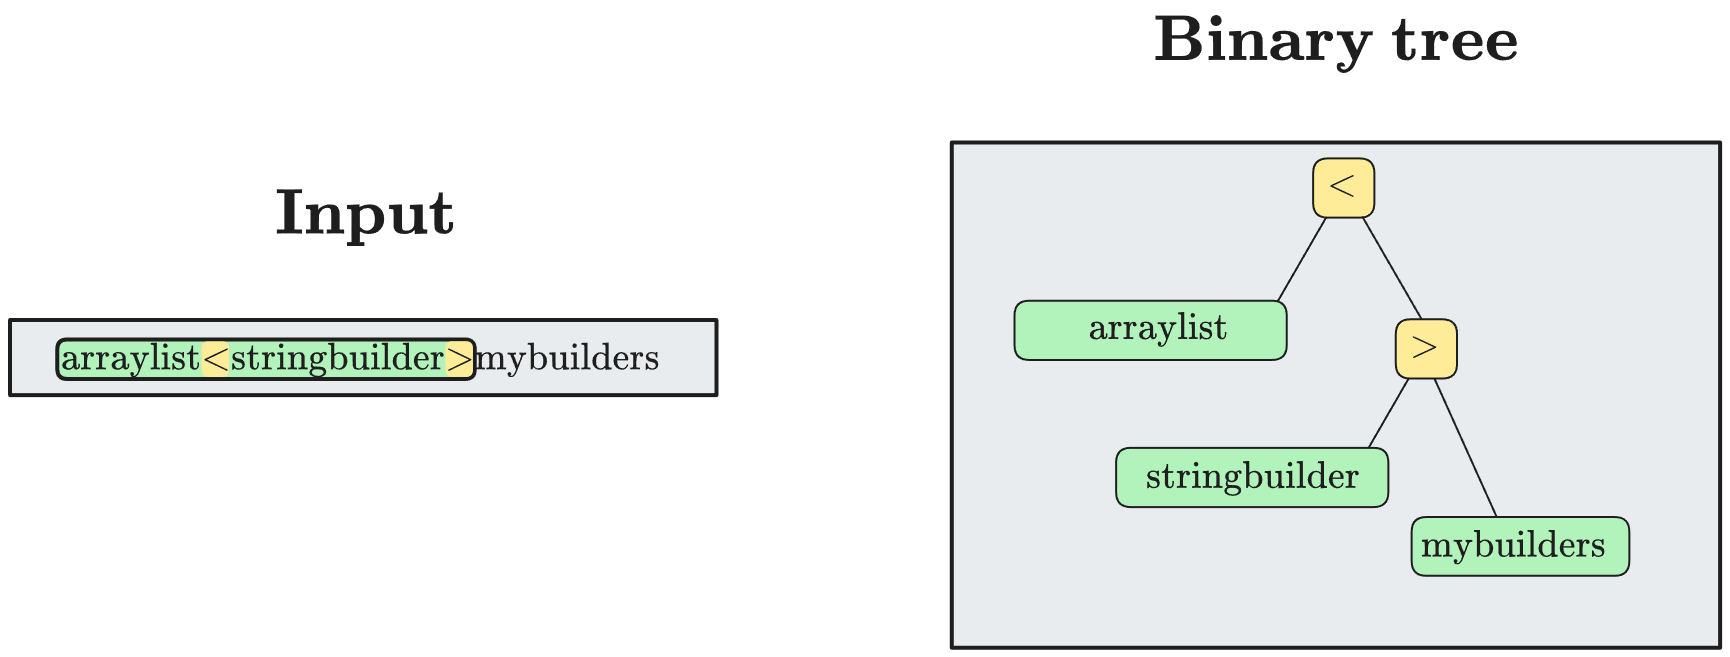 Input
arraylist<stringbuilder>mybuilders
Binary tree
<
arraylist
>
stringbuilder
mybuilders